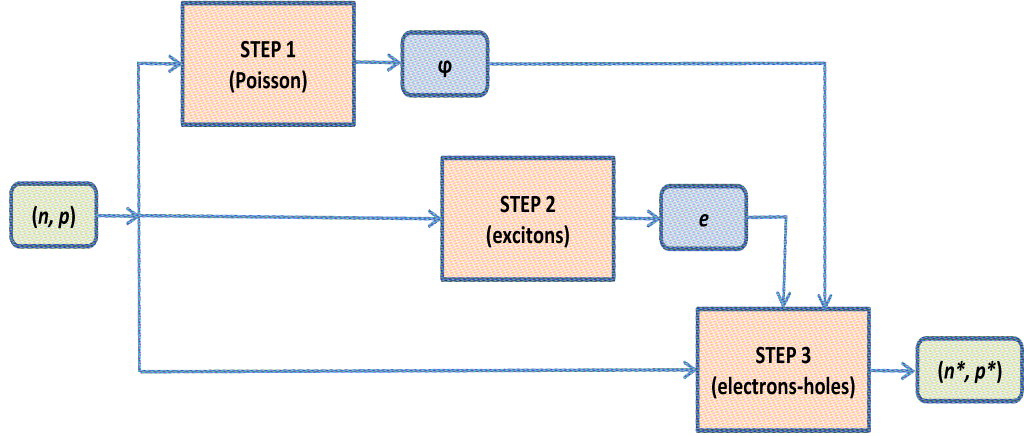 STEP 1
(Poisson)
φ
(n, p)
STEP 2
(excitons)
e
STEP 3
(electrons-holes)
(n*, p*)